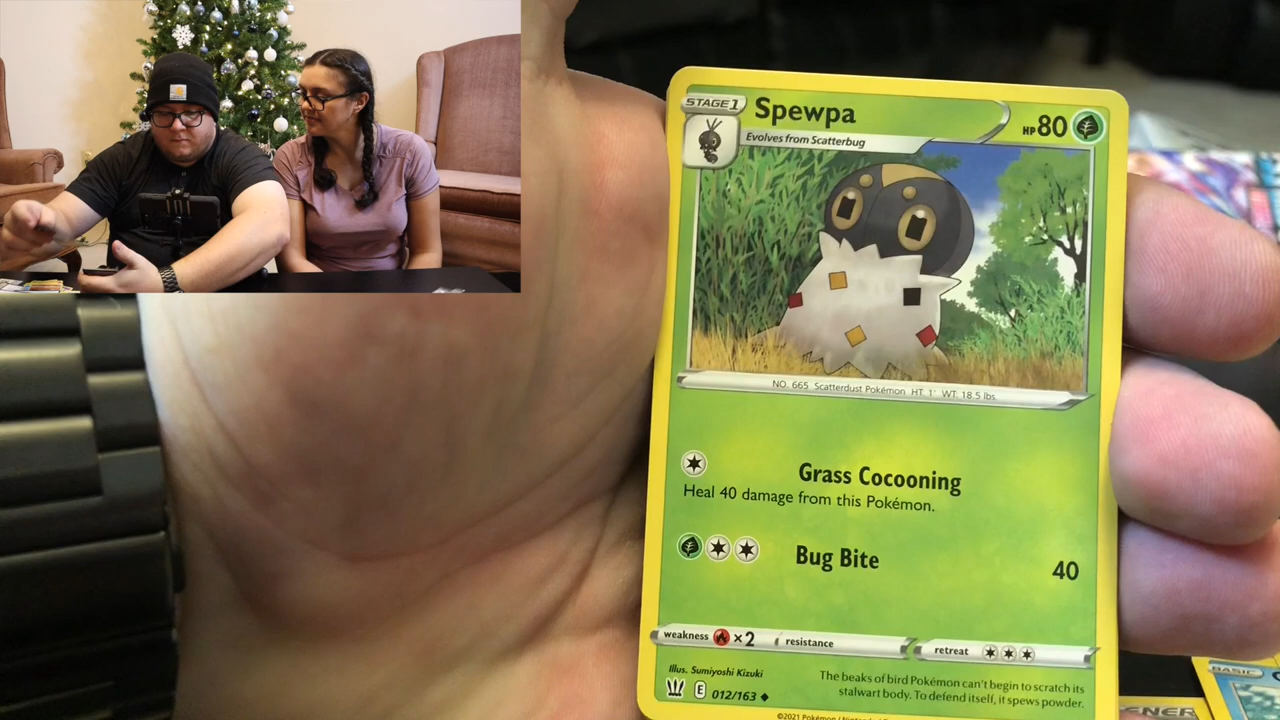 STAGE 1
Spewpa
HP 80
Evolves from Scatterbug
NO. 665 Scatterdust Pokémon HT: 1' WT: 18.5 lbs.
Grass Cocooning
Heal 40 damage from this Pokémon.
Bug Bite 40
weakness ×2 resistance retreat
Illus. Sumiyoshi Kizuki
The beaks of bird Pokémon can't begin to scratch its
stalwart body. To defend itself, it spews powder.
E 012/163
©2021 Pokémon / Nintendo
BASIC
ENER